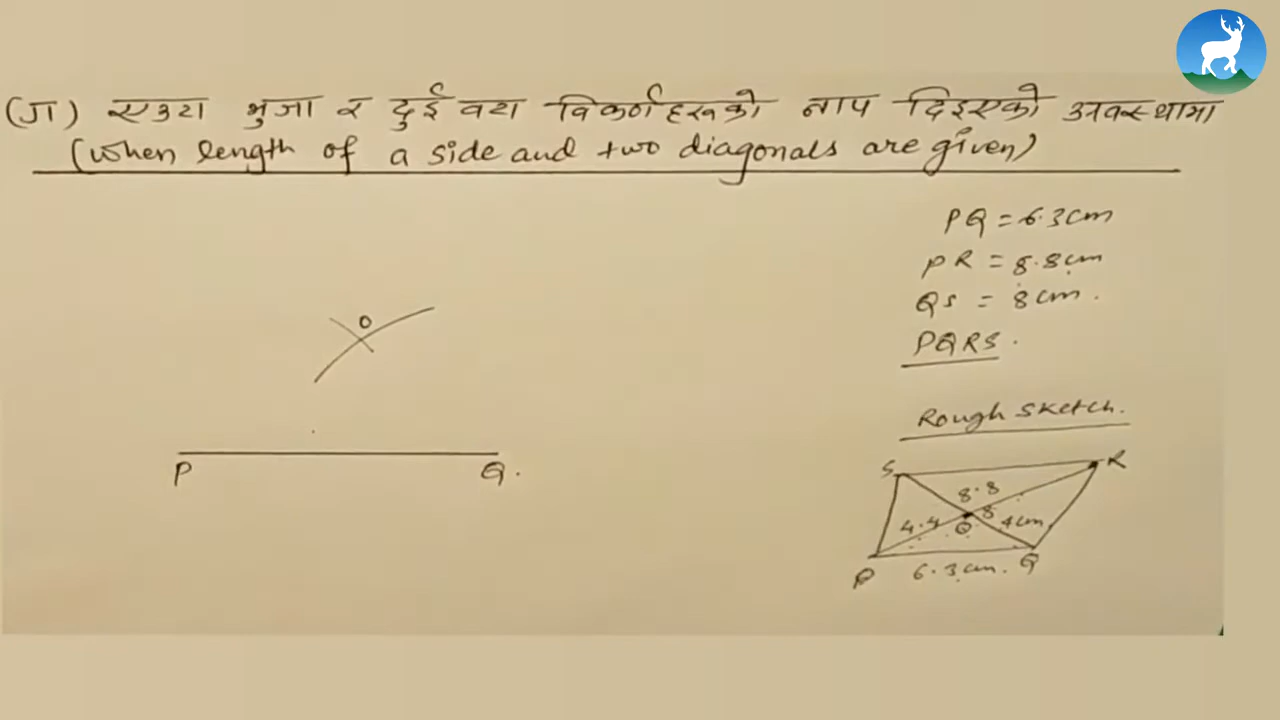 (ग) एउटा भुजा र दुईवटा विकर्णहरूको नाप दिइएको अवस्थामा
(When length of a side and two diagonals are given)
PQ = 6.3cm
PR = 8.8cm
QS = 8cm.
PQRS.
O
P
Q.
Rough sketch.
S
R
8.8
4.4
8
O
4cm
P
6.3cm.
Q